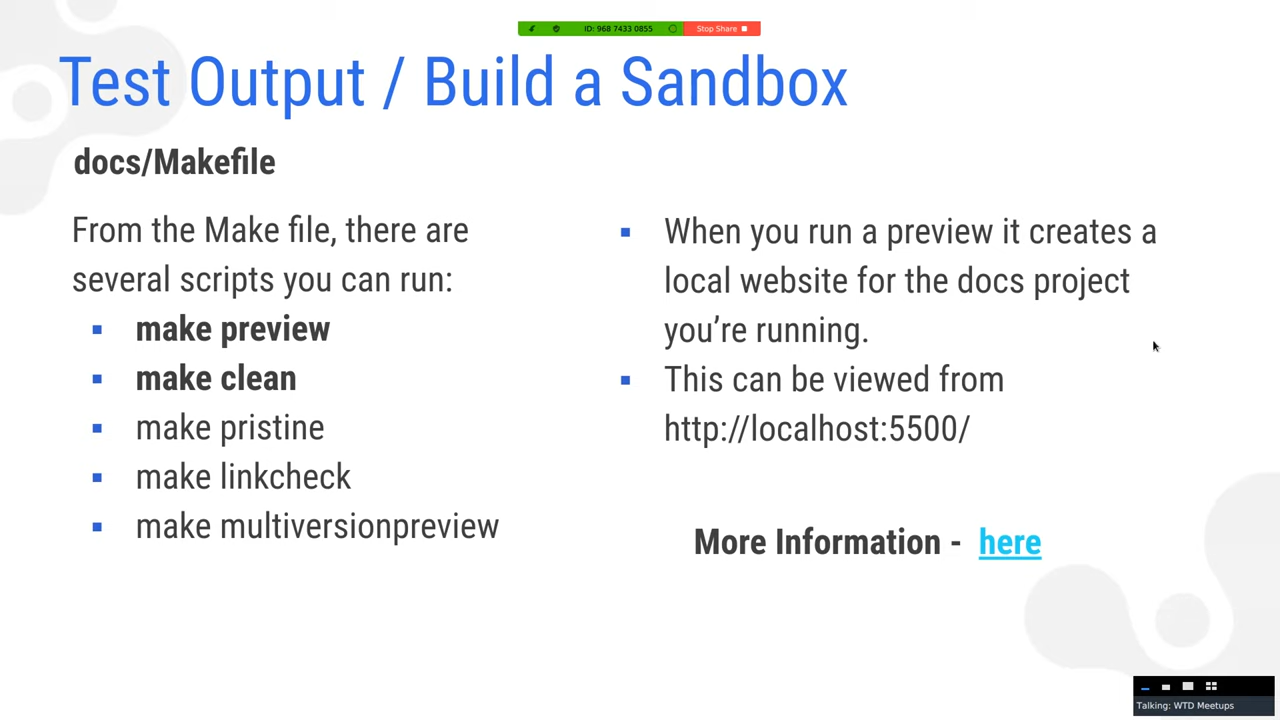 ID: 968 7433 0855 Stop Share
Test Output / Build a Sandbox
docs/Makefile
From the Make file, there are
several scripts you can run:
make preview
make clean
make pristine
make linkcheck
make multiversionpreview
When you run a preview it creates a
local website for the docs project
you’re running.
This can be viewed from
http://localhost:5500/
More Information - here
Talking: WTD Meetups